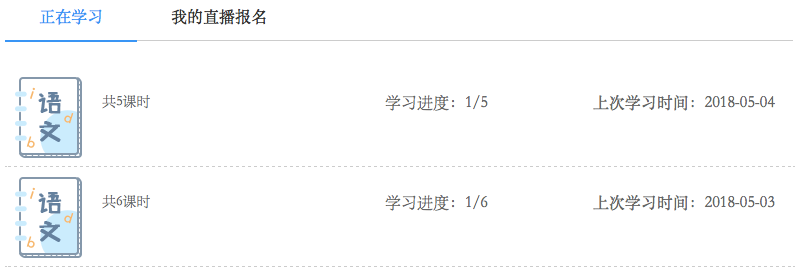 正在学习 我的直播报名
语文 i d b 共5课时 学习进度：1/5 上次学习时间：2018-05-04
语文 i d b 共6课时 学习进度：1/6 上次学习时间：2018-05-03